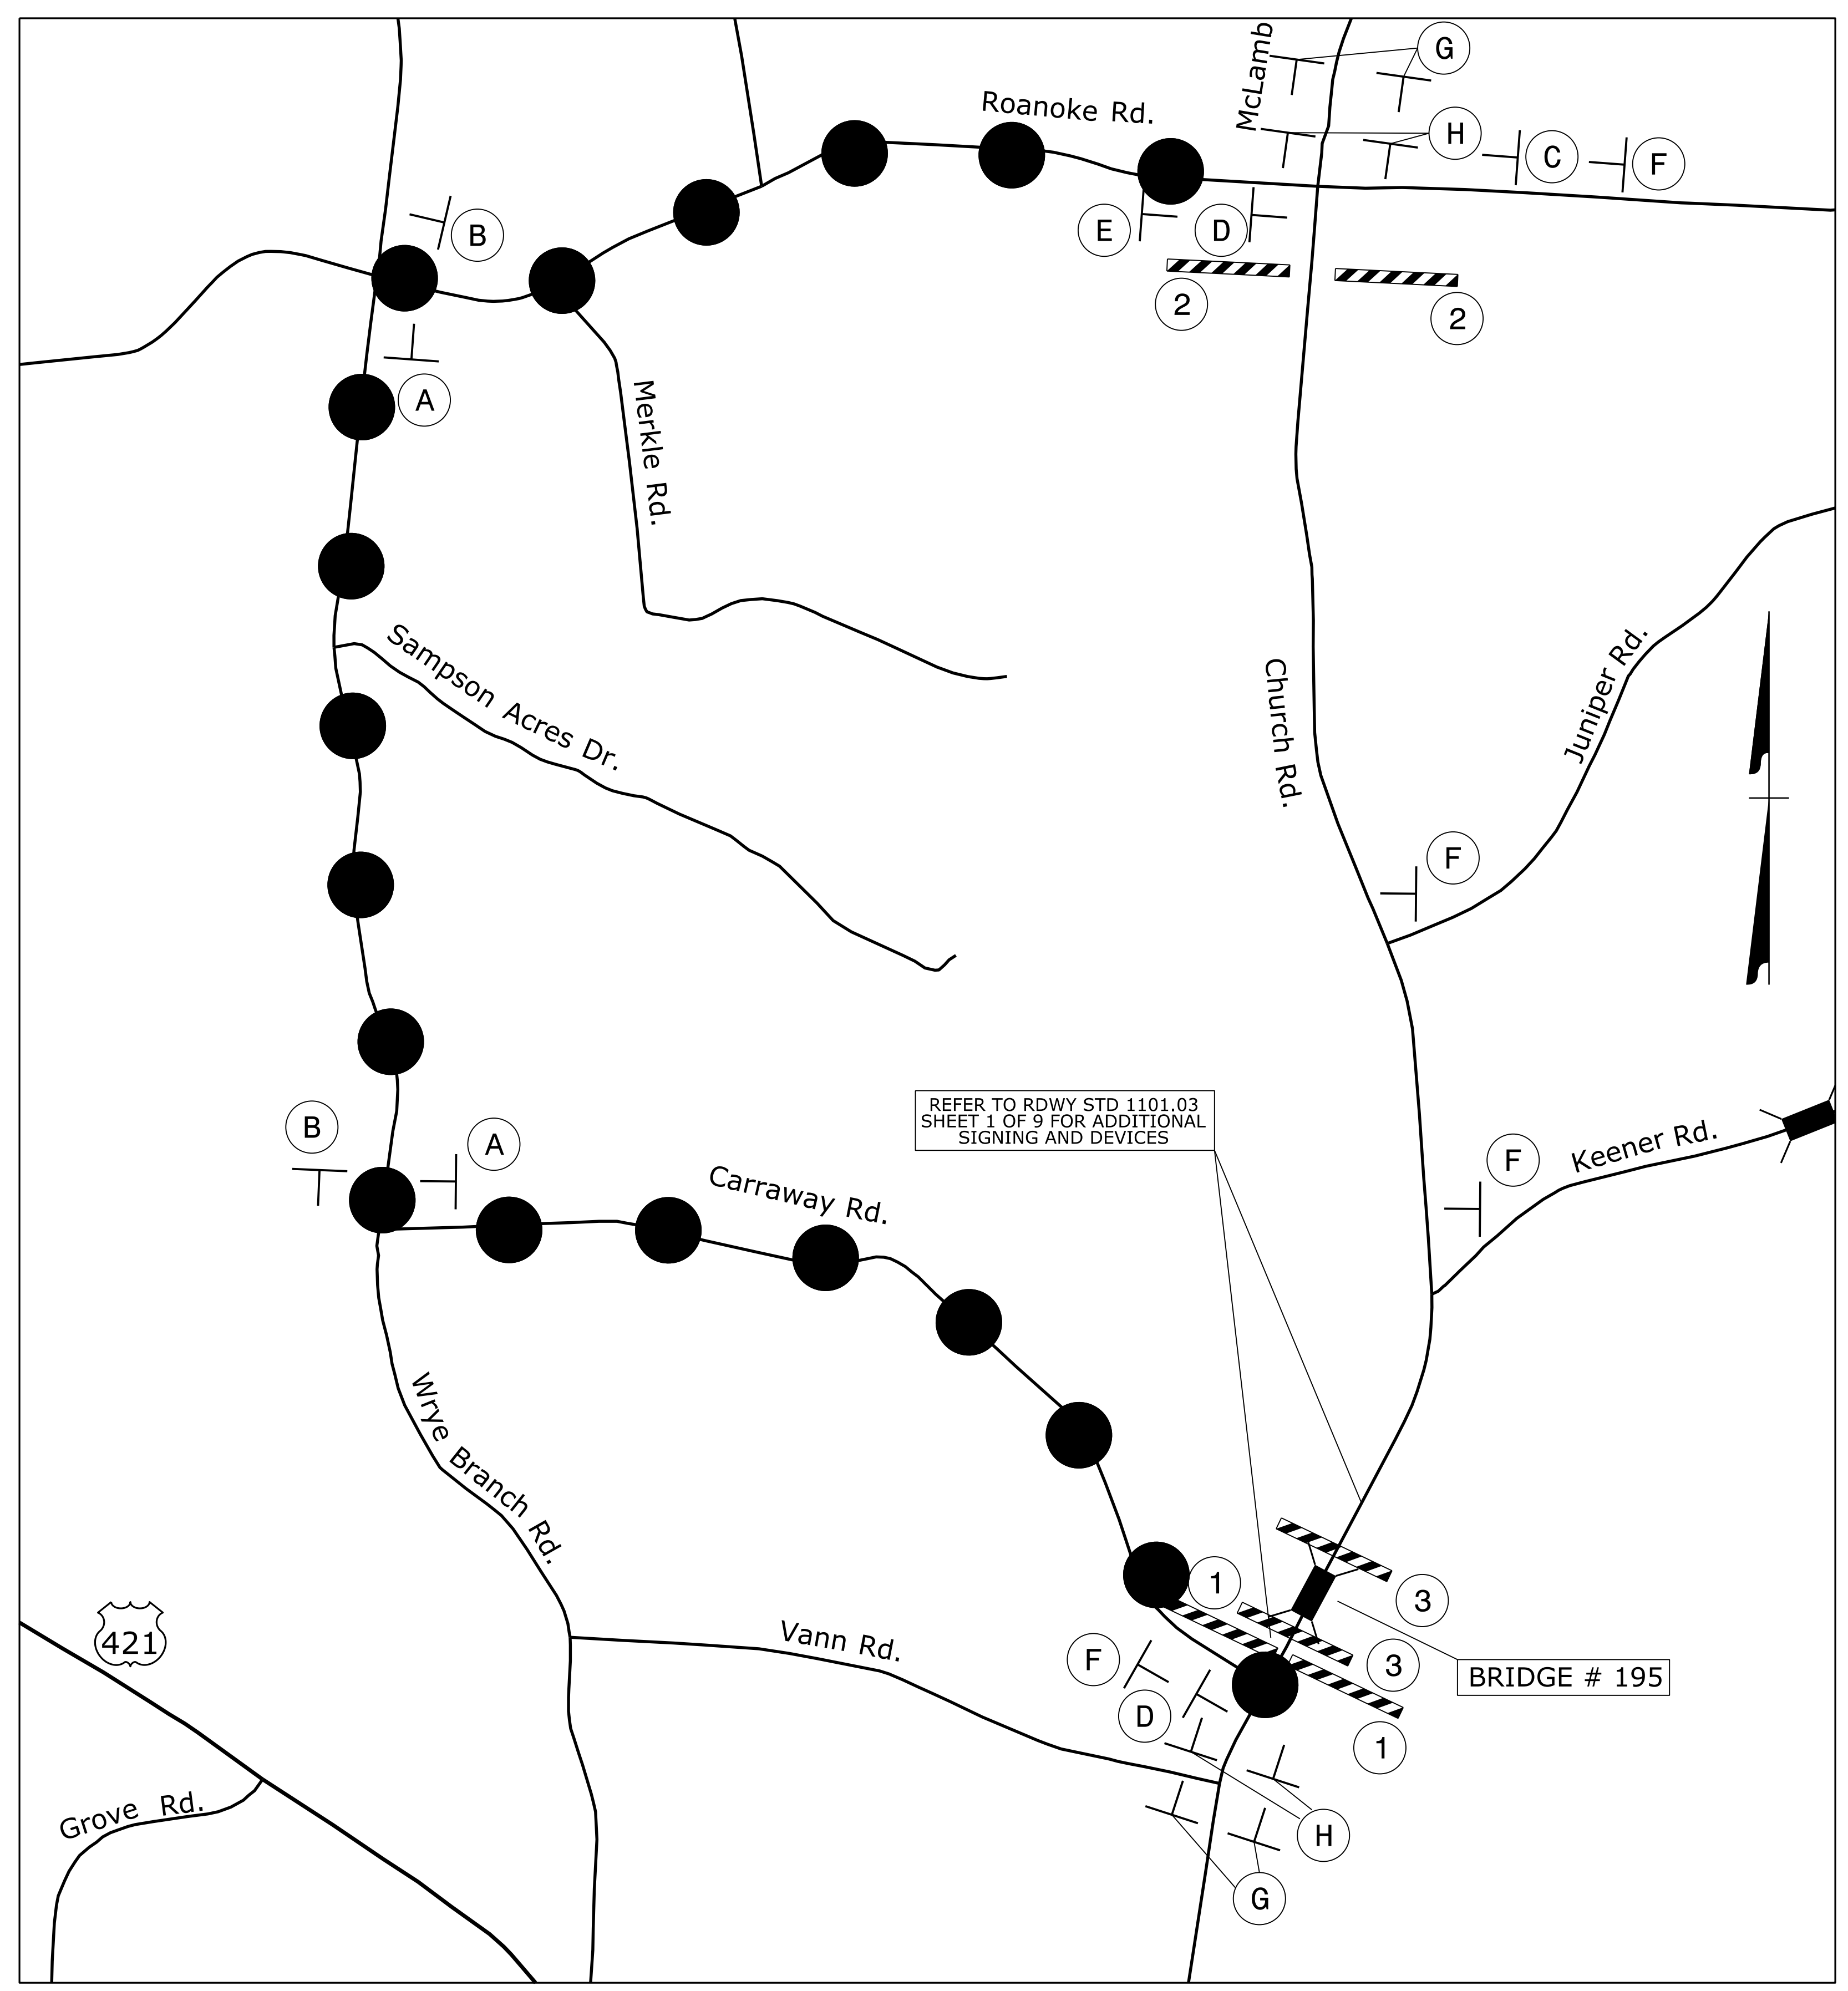 McLamb
G
Roanoke Rd.
H
C
F
B
E
D
2
2
A
Merkle Rd.
Sampson Acres Dr.
Church Rd.
Juniper Rd.
F
REFER TO RDWY STD 1101.03
SHEET 1 OF 9 FOR ADDITIONAL
SIGNING AND DEVICES
B
A
F
Keener Rd.
Carraway Rd.
Wrye Branch Rd.
1
3
421
Vann Rd.
F
3
BRIDGE # 195
D
1
Grove Rd.
H
G